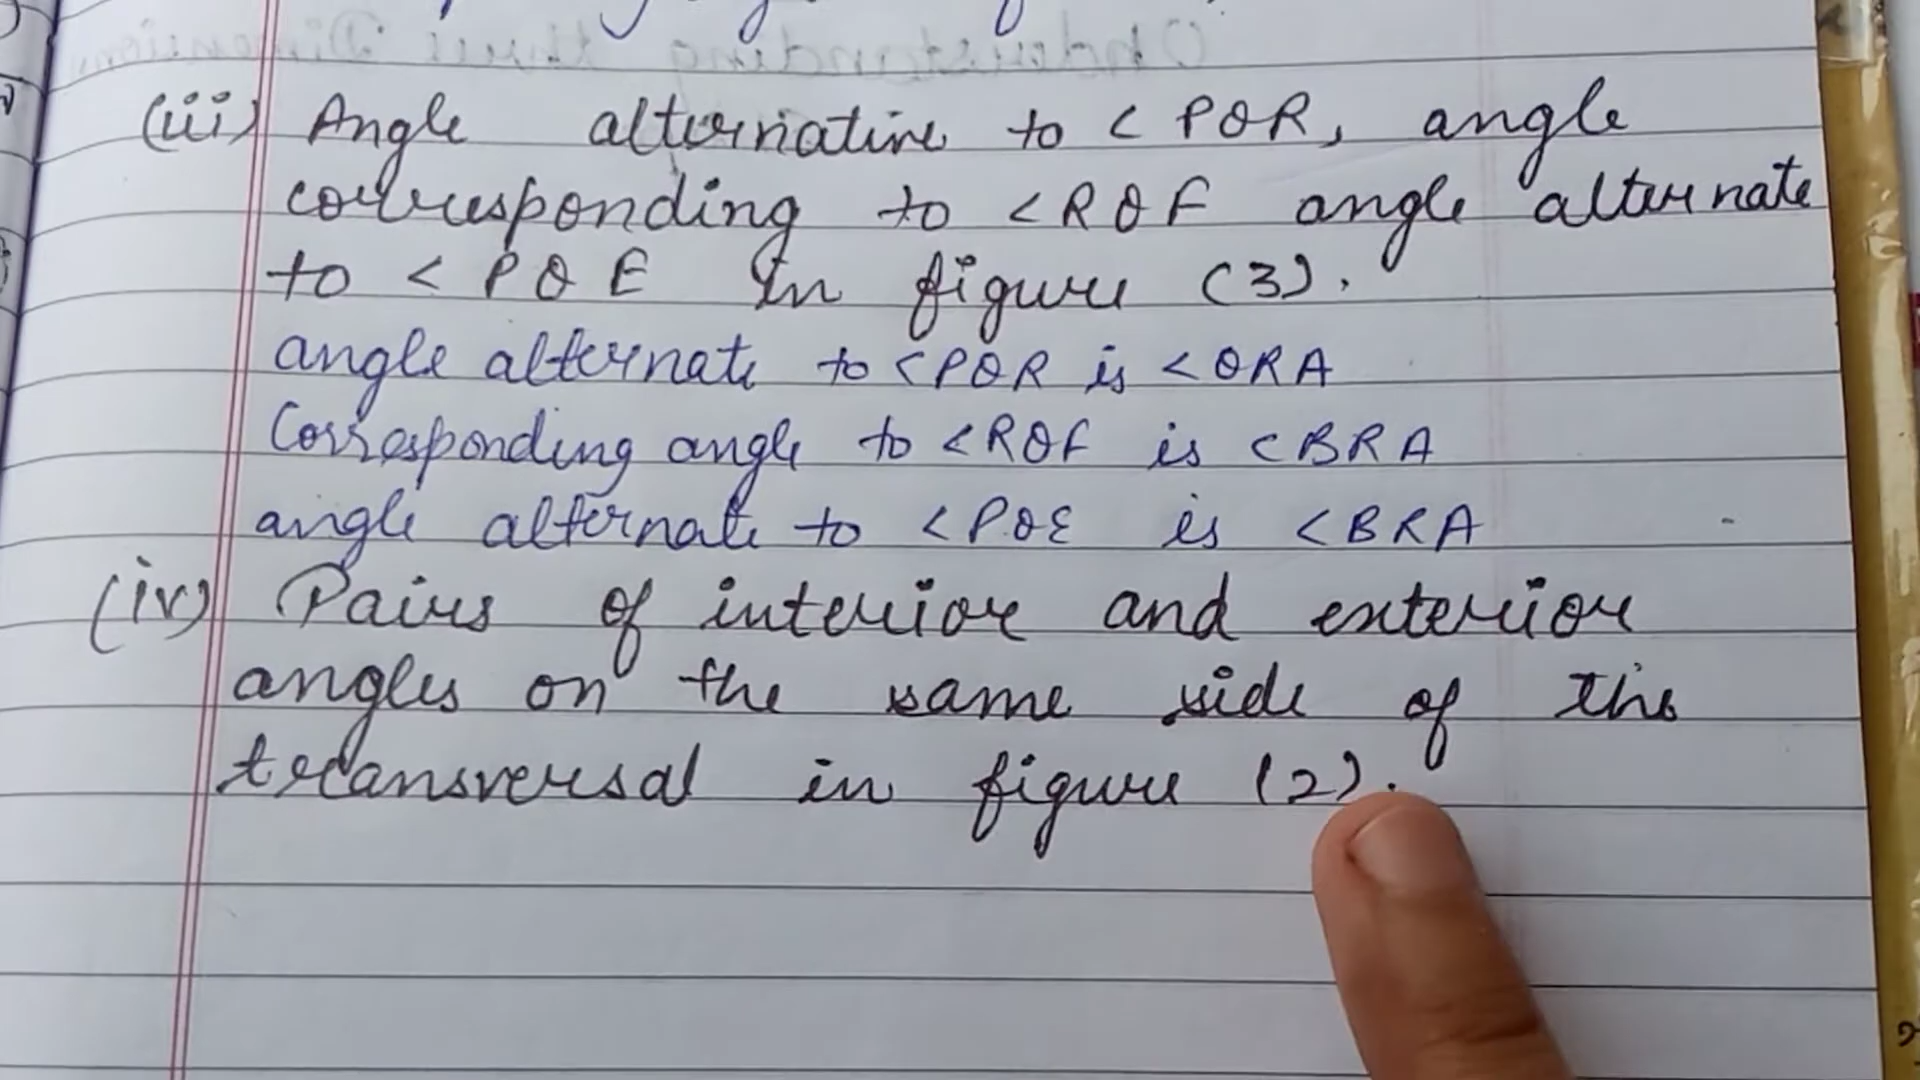 (iii) Angle alternative to < PQR, angle
corresponding to <RQF angle alternate
to < PQE In figure (3).
angle alternate to <PQR is <QRA
Corresponding angle to <RQF is <BRA
angle alternate to <PQE is <BRA
(iv) Pairs of interior and exterior
angles on the same side of the
transversal in figure (2).